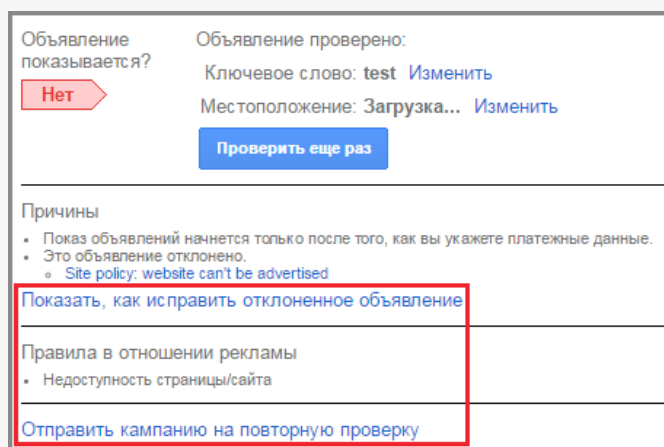 Объявление
показывается?
Нет
Объявление проверено:
Ключевое слово: test Изменить
Местоположение: Загрузка... Изменить
Проверить еще раз
Причины
• Показ объявлений начнется только после того, как вы укажете платежные данные.
• Это объявление отклонено.
○ Site policy: website can't be advertised
Показать, как исправить отклоненное объявление
Правила в отношении рекламы
• Недоступность страницы/сайта
Отправить кампанию на повторную проверку